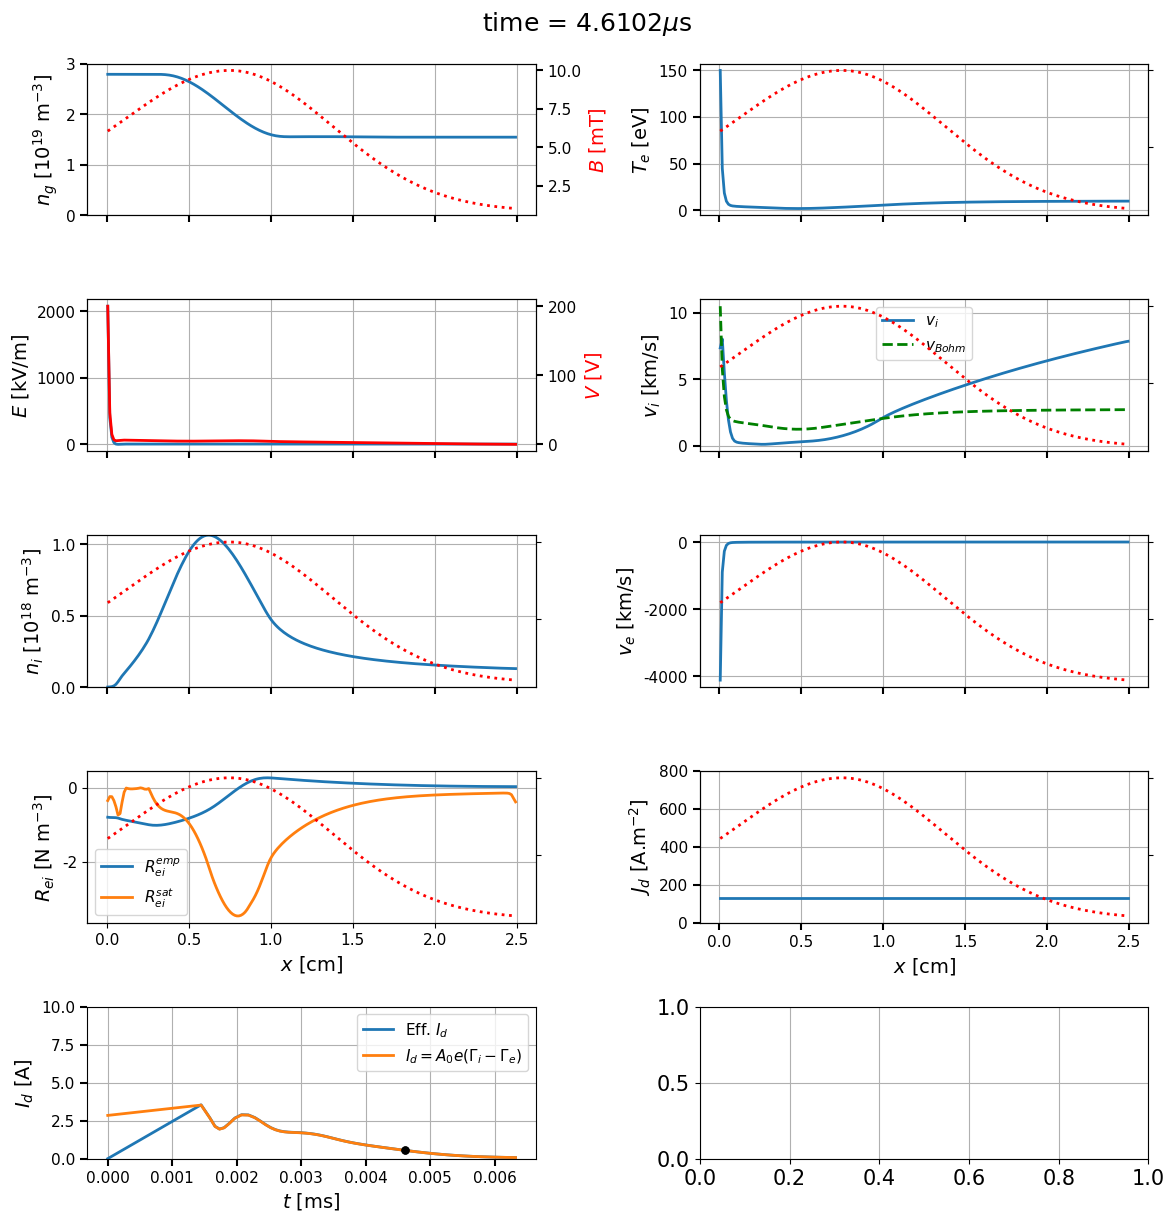 time = 4.6102μs
3
2
1
0
n_g [10^19 m^−3]
10.0
7.5
5.0
2.5
B [mT]
150
100
50
0
T_e [eV]
2000
1000
0
E [kV/m]
200
100
0
V [V]
10
5
0
v_i [km/s]
v_i
v_Bohm
1.0
0.5
0.0
n_i [10^18 m^−3]
0
-2000
-4000
v_e [km/s]
0
-2
R_ei [N m^−3]
R_ei^emp
R_ei^sat
0.0 0.5 1.0 1.5 2.0 2.5
x [cm]
800
600
400
200
0
J_d [A.m^−2]
0.0 0.5 1.0 1.5 2.0 2.5
x [cm]
10.0
7.5
5.0
2.5
0.0
I_d [A]
Eff. I_d
I_d = A_0e(Γ_i − Γ_e)
0.000 0.001 0.002 0.003 0.004 0.005 0.006
t [ms]
1.0
0.5
0.0
0.0 0.2 0.4 0.6 0.8 1.0